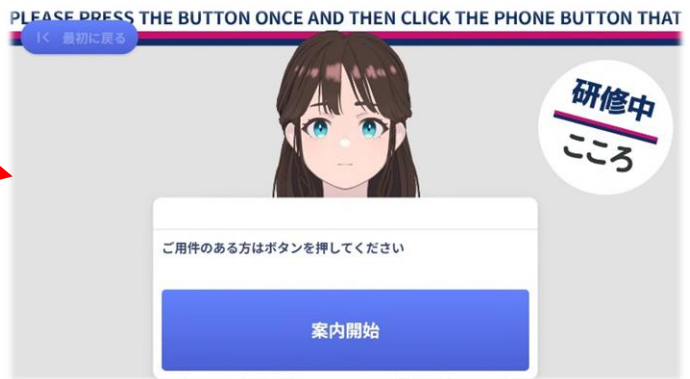 PLEASE PRESS THE BUTTON ONCE AND THEN CLICK THE PHONE BUTTON THAT
最初に戻る
研修中
こころ
ご用件のある方はボタンを押してください
案内開始